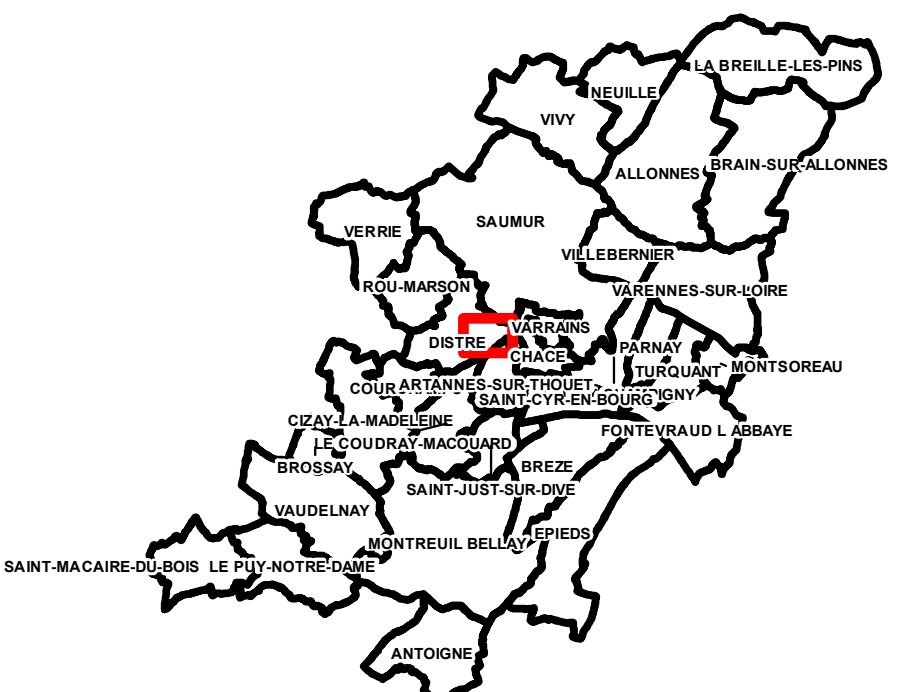 LA BREILLE-LES-PINS
NEUILLE
VIVY
BRAIN-SUR-ALLONNES
ALLONNES
SAUMUR
VERRIE
VILLEBERNIER
ROU-MARSON
VARENNES-SUR-LOIRE
VARRAINS
DISTRE
PARNAY
CHACE
MONTSOREAU
TURQUANT
ARTANNES-SUR-THOUET
COUR
SAINT-CYR-EN-BOURG
CIZAY-LA-MADELEINE
FONTEVRAUD L ABBAYE
LE COUDRAY-MACOUARD
BROSSAY
BREZE
SAINT-JUST-SUR-DIVE
VAUDELNAY
EPIEDS
MONTREUIL BELLAY
SAINT-MACAIRE-DU-BOIS
LE PUY-NOTRE-DAME
ANTOIGNE